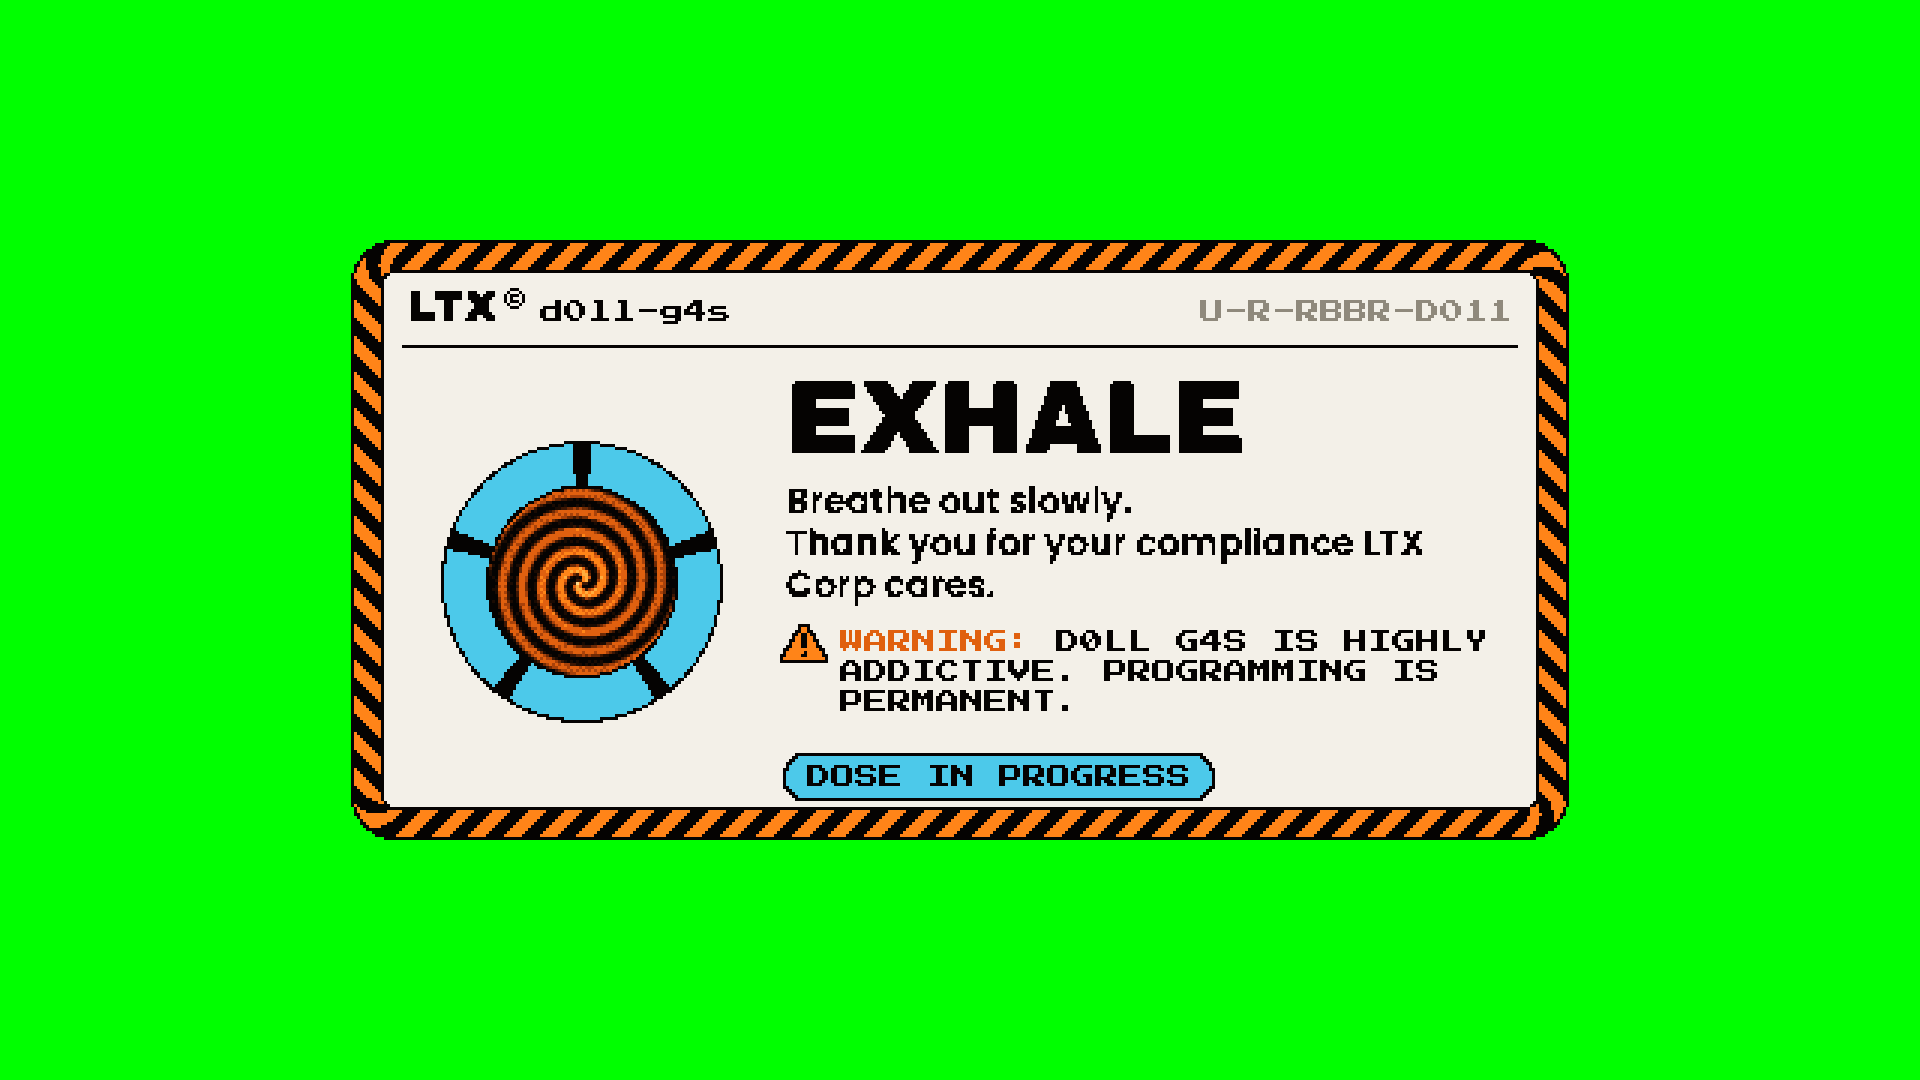 LTX© d0ll-g4s
U-R-RBBR-D011
EXHALE
Breathe out slowly.
Thank you for your compliance LTX
Corp cares.
WARNING: D0LL G4S IS HIGHLY
ADDICTIVE. PROGRAMMING IS
PERMANENT.
DOSE IN PROGRESS